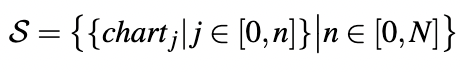 𝒮 = {{chart_j | j ∈ [0,n]} | n ∈ [0,N]}